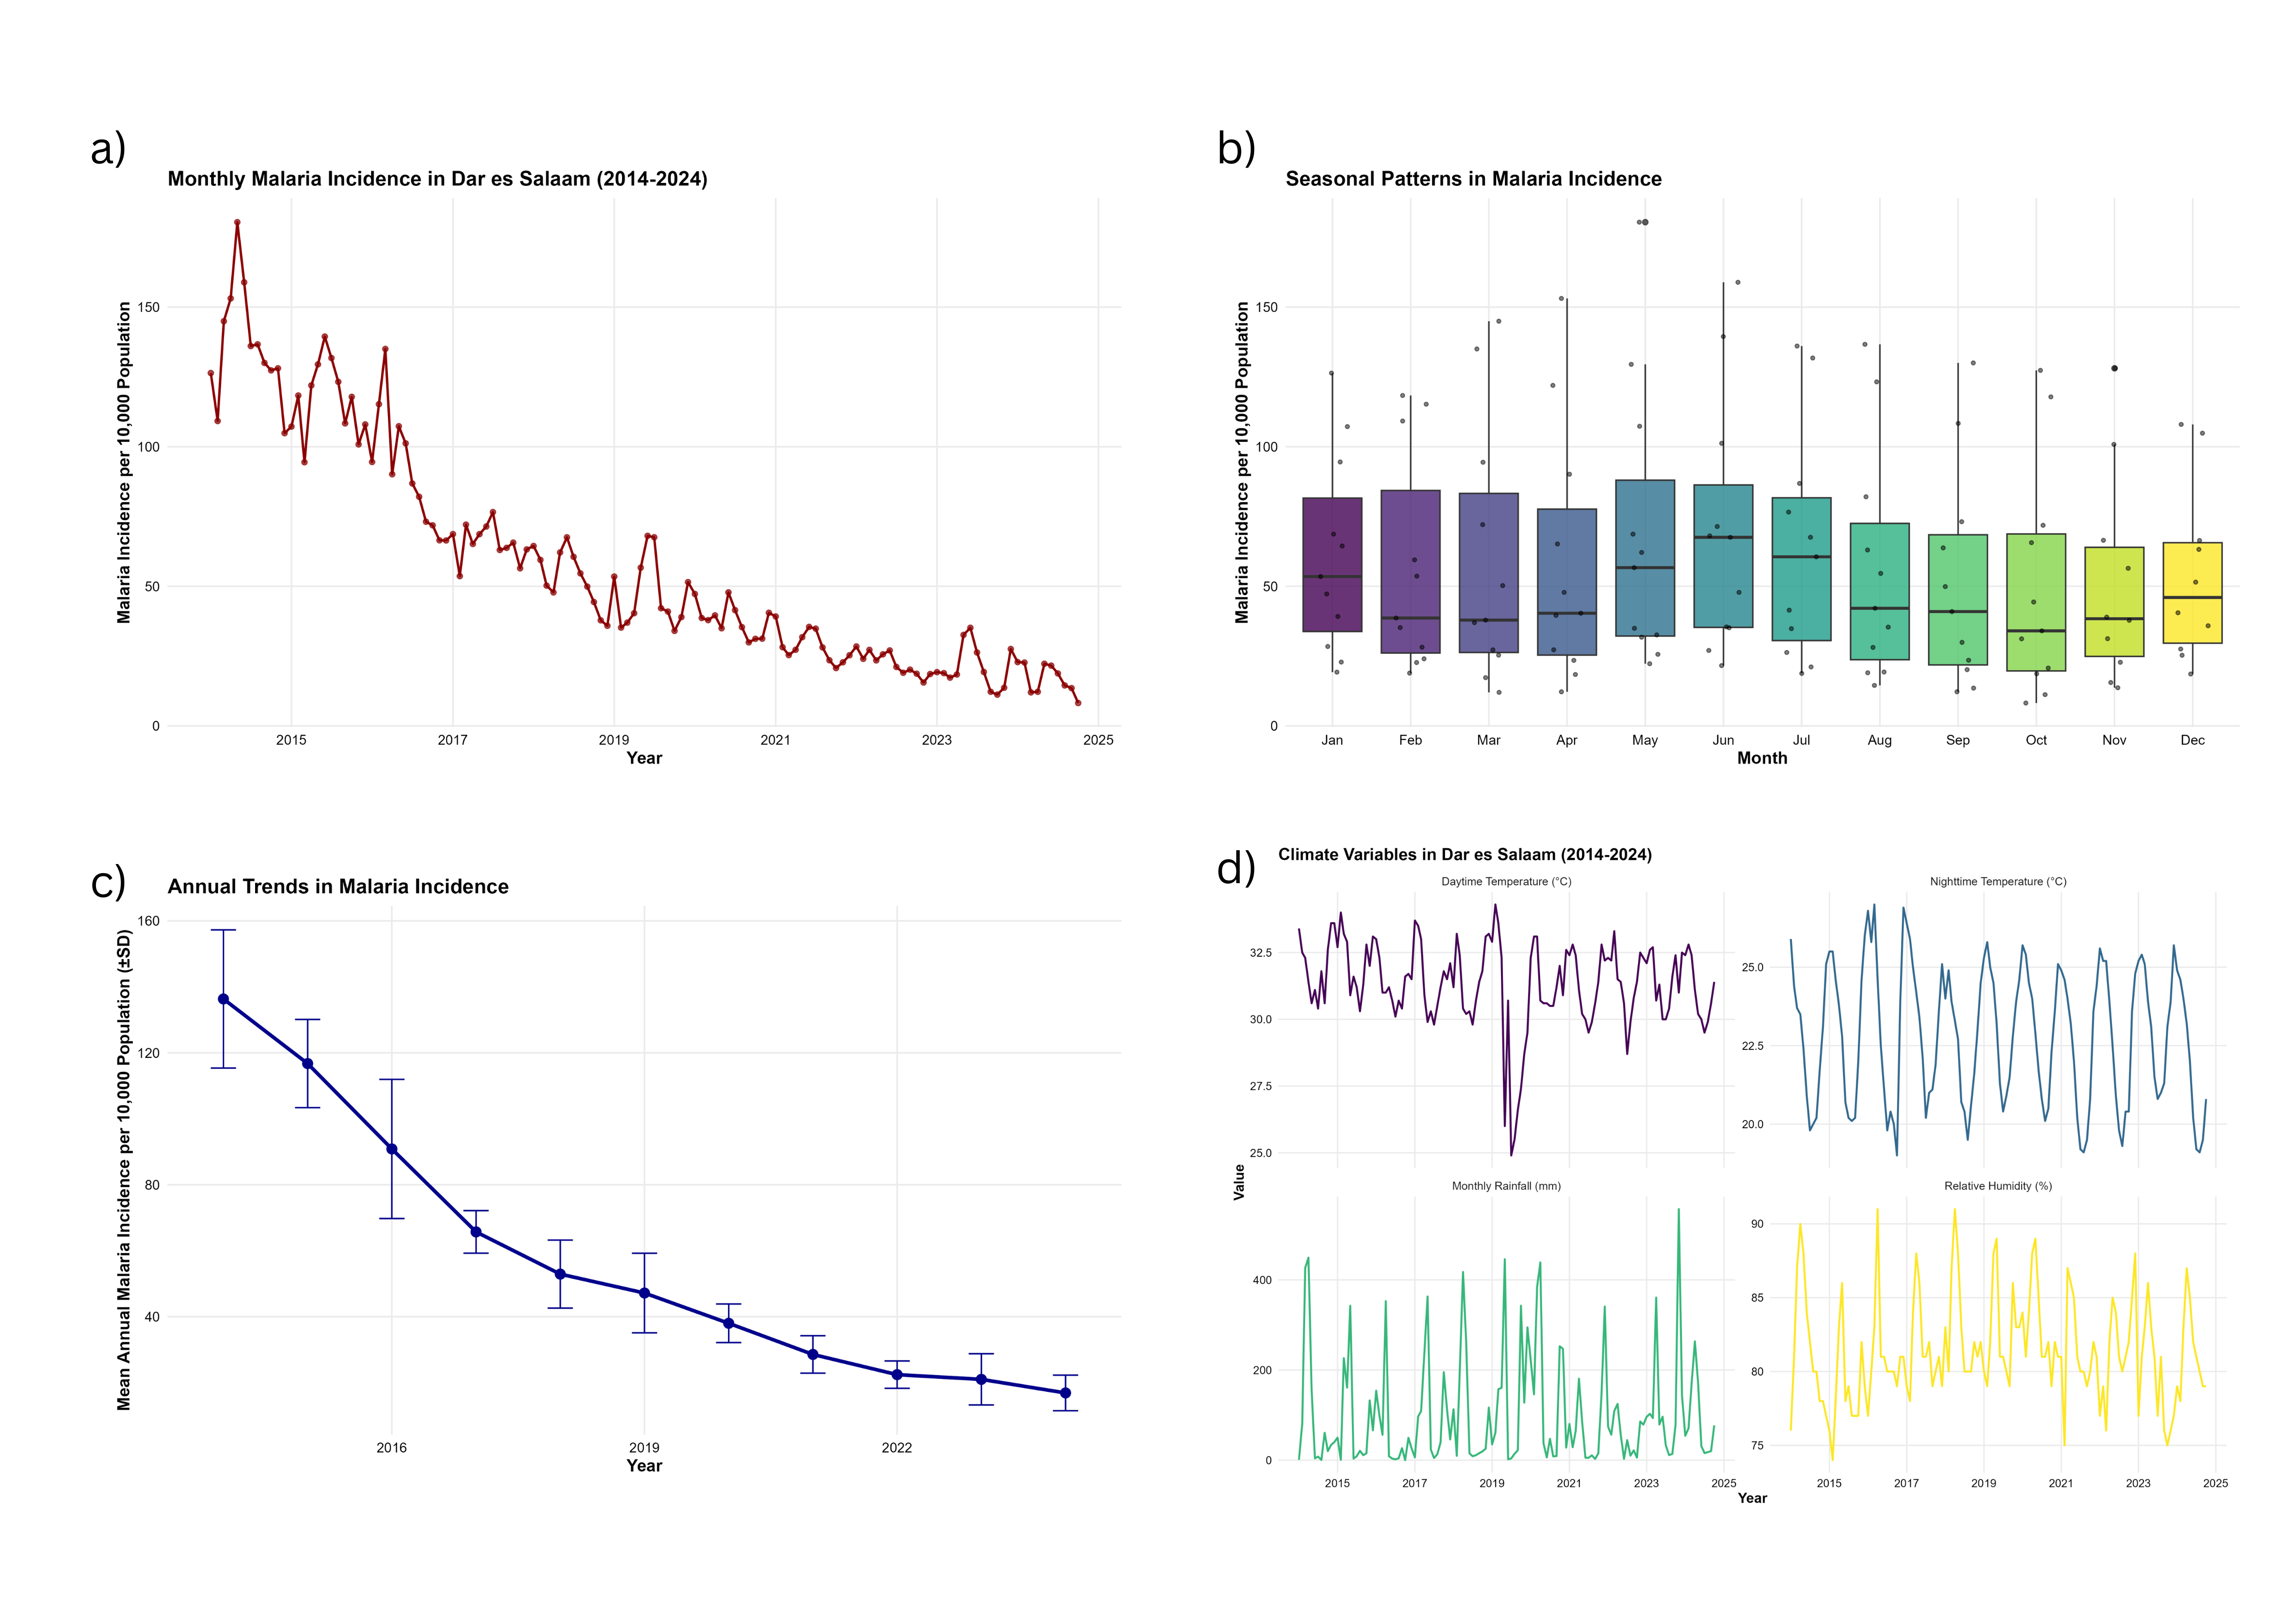 a)
Monthly Malaria Incidence in Dar es Salaam (2014-2024)
Malaria Incidence per 10,000 Population
150
100
50
0
2015 2017 2019 2021 2023 2025
Year
b)
Seasonal Patterns in Malaria Incidence
Malaria Incidence per 10,000 Population
150
100
50
0
Jan Feb Mar Apr May Jun Jul Aug Sep Oct Nov Dec
Month
c)
Annual Trends in Malaria Incidence
Mean Annual Malaria Incidence per 10,000 Population (±SD)
160
120
80
40
2016 2019 2022
Year
d)
Climate Variables in Dar es Salaam (2014-2024)
Value
Daytime Temperature (°C)
32.5
30.0
27.5
25.0
Nighttime Temperature (°C)
25.0
22.5
20.0
Monthly Rainfall (mm)
400
200
0
2015 2017 2019 2021 2023 2025
Relative Humidity (%)
90
85
80
75
2015 2017 2019 2021 2023 2025
Year